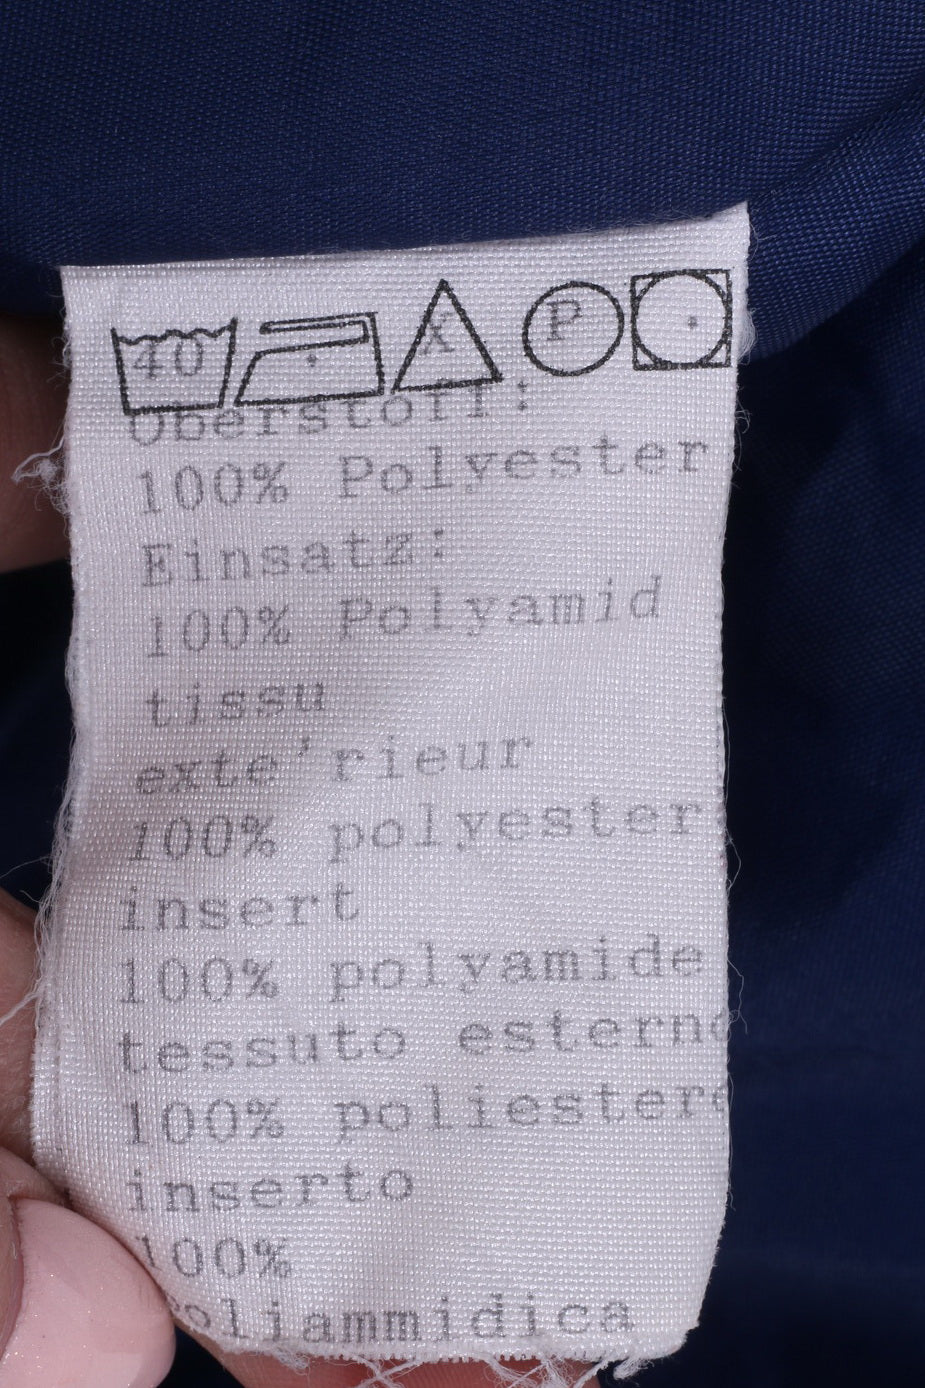 40 X P
Oberstoff:
100% Polyester
Einsatz:
100% Polyamid
tissu
exte'rieur
100% polyester
insert
100% polyamide
tessuto esterno
100% poliestere
inserto
100%
poljammidica